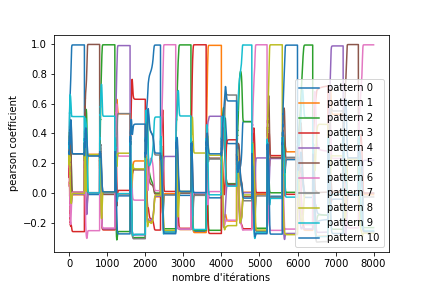 1.0
0.8
0.6
0.4
0.2
0.0
−0.2
pearson coefficient
0 1000 2000 3000 4000 5000 6000 7000 8000
nombre d'itérations
pattern 0
pattern 1
pattern 2
pattern 3
pattern 4
pattern 5
pattern 6
pattern 7
pattern 8
pattern 9
pattern 10